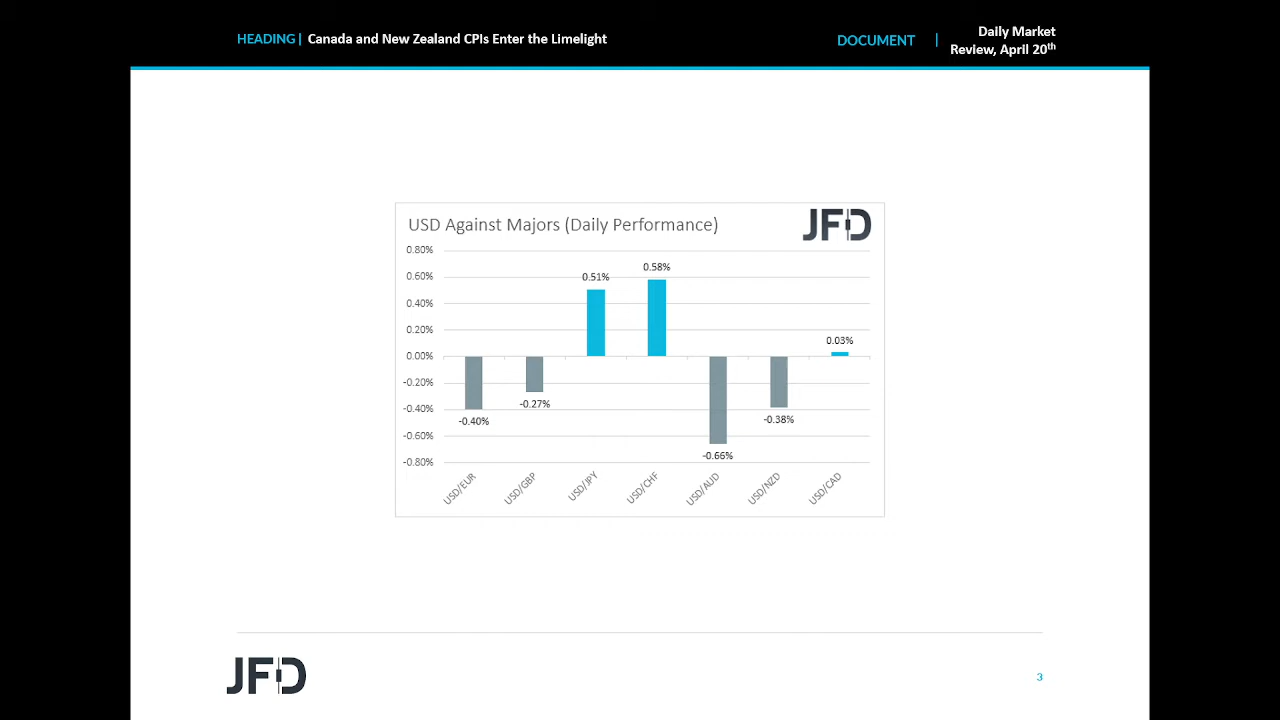 HEADING | Canada and New Zealand CPIs Enter the Limelight
DOCUMENT |
Daily Market
Review, April 20th
USD Against Majors (Daily Performance)
JFD
0.80%
0.60%
0.40%
0.20%
0.00%
-0.20%
-0.40%
-0.60%
-0.80%
-0.40%
-0.27%
0.51%
0.58%
-0.66%
-0.38%
0.03%
USD/EUR
USD/GBP
USD/JPY
USD/CHF
USD/AUD
USD/NZD
USD/CAD
JFD
3